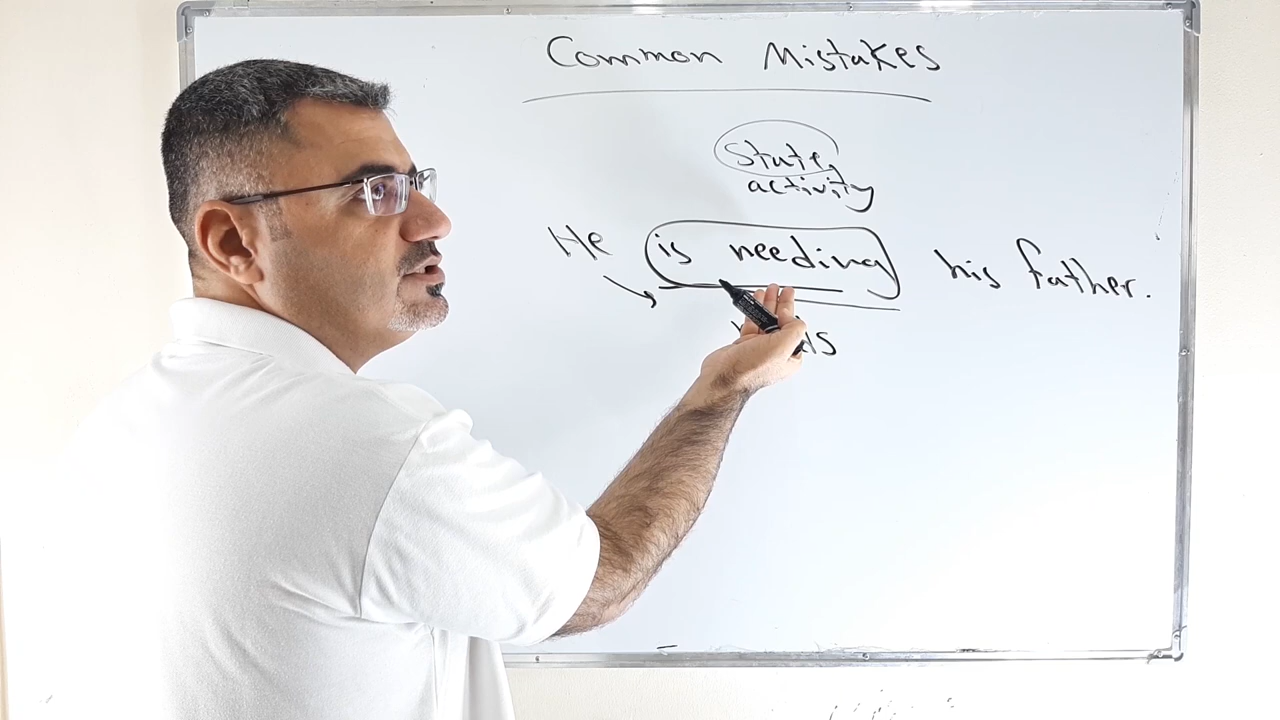 Common Mistakes
State,
activity
He is needing his father.